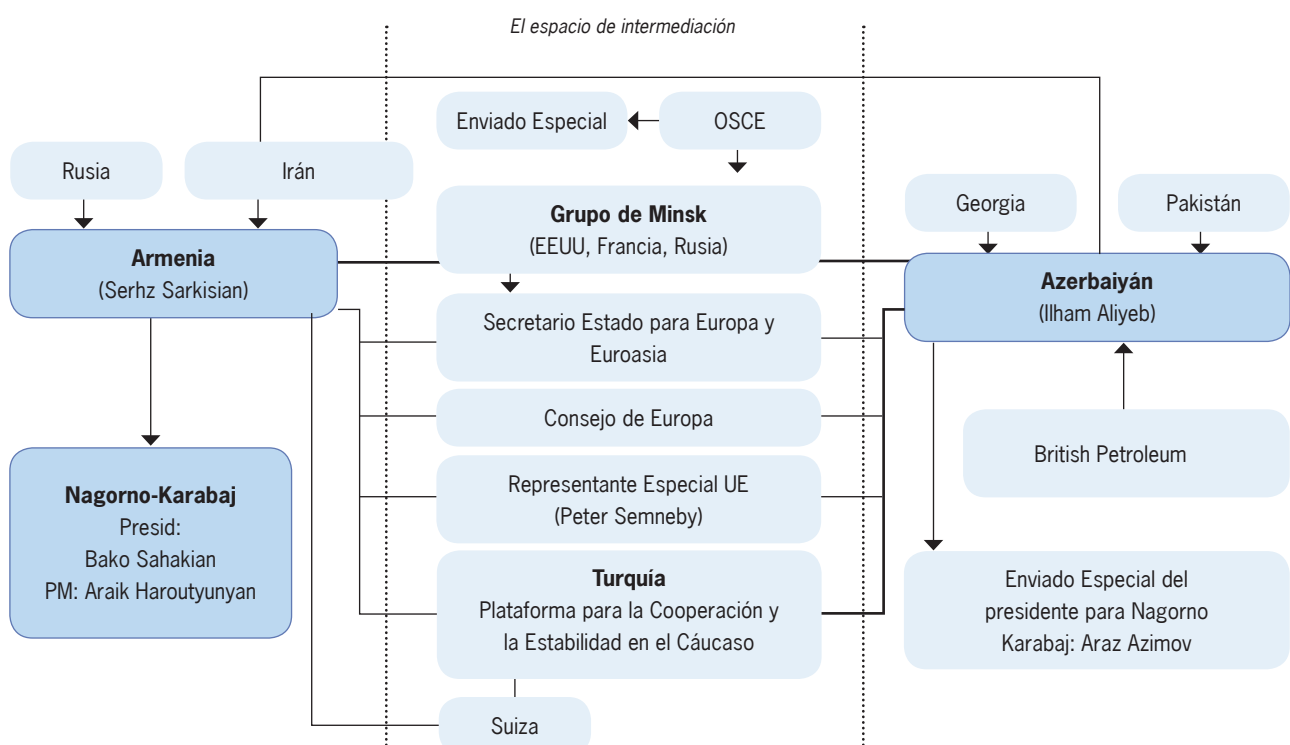 El espacio de intermediación
Enviado Especial
OSCE
Rusia
Irán
Grupo de Minsk
(EEUU, Francia, Rusia)
Georgia
Pakistán
Armenia
(Serhz Sarkisian)
Azerbaiyán
(Ilham Aliyeb)
Secretario Estado para Europa y
Euroasia
Consejo de Europa
British Petroleum
Nagorno-Karabaj
Presid:
Bako Sahakian
PM: Araik Haroutyunyan
Representante Especial UE
(Peter Semneby)
Turquía
Plataforma para la Cooperación y
la Estabilidad en el Cáucaso
Enviado Especial del
presidente para Nagorno
Karabaj: Araz Azimov
Suiza